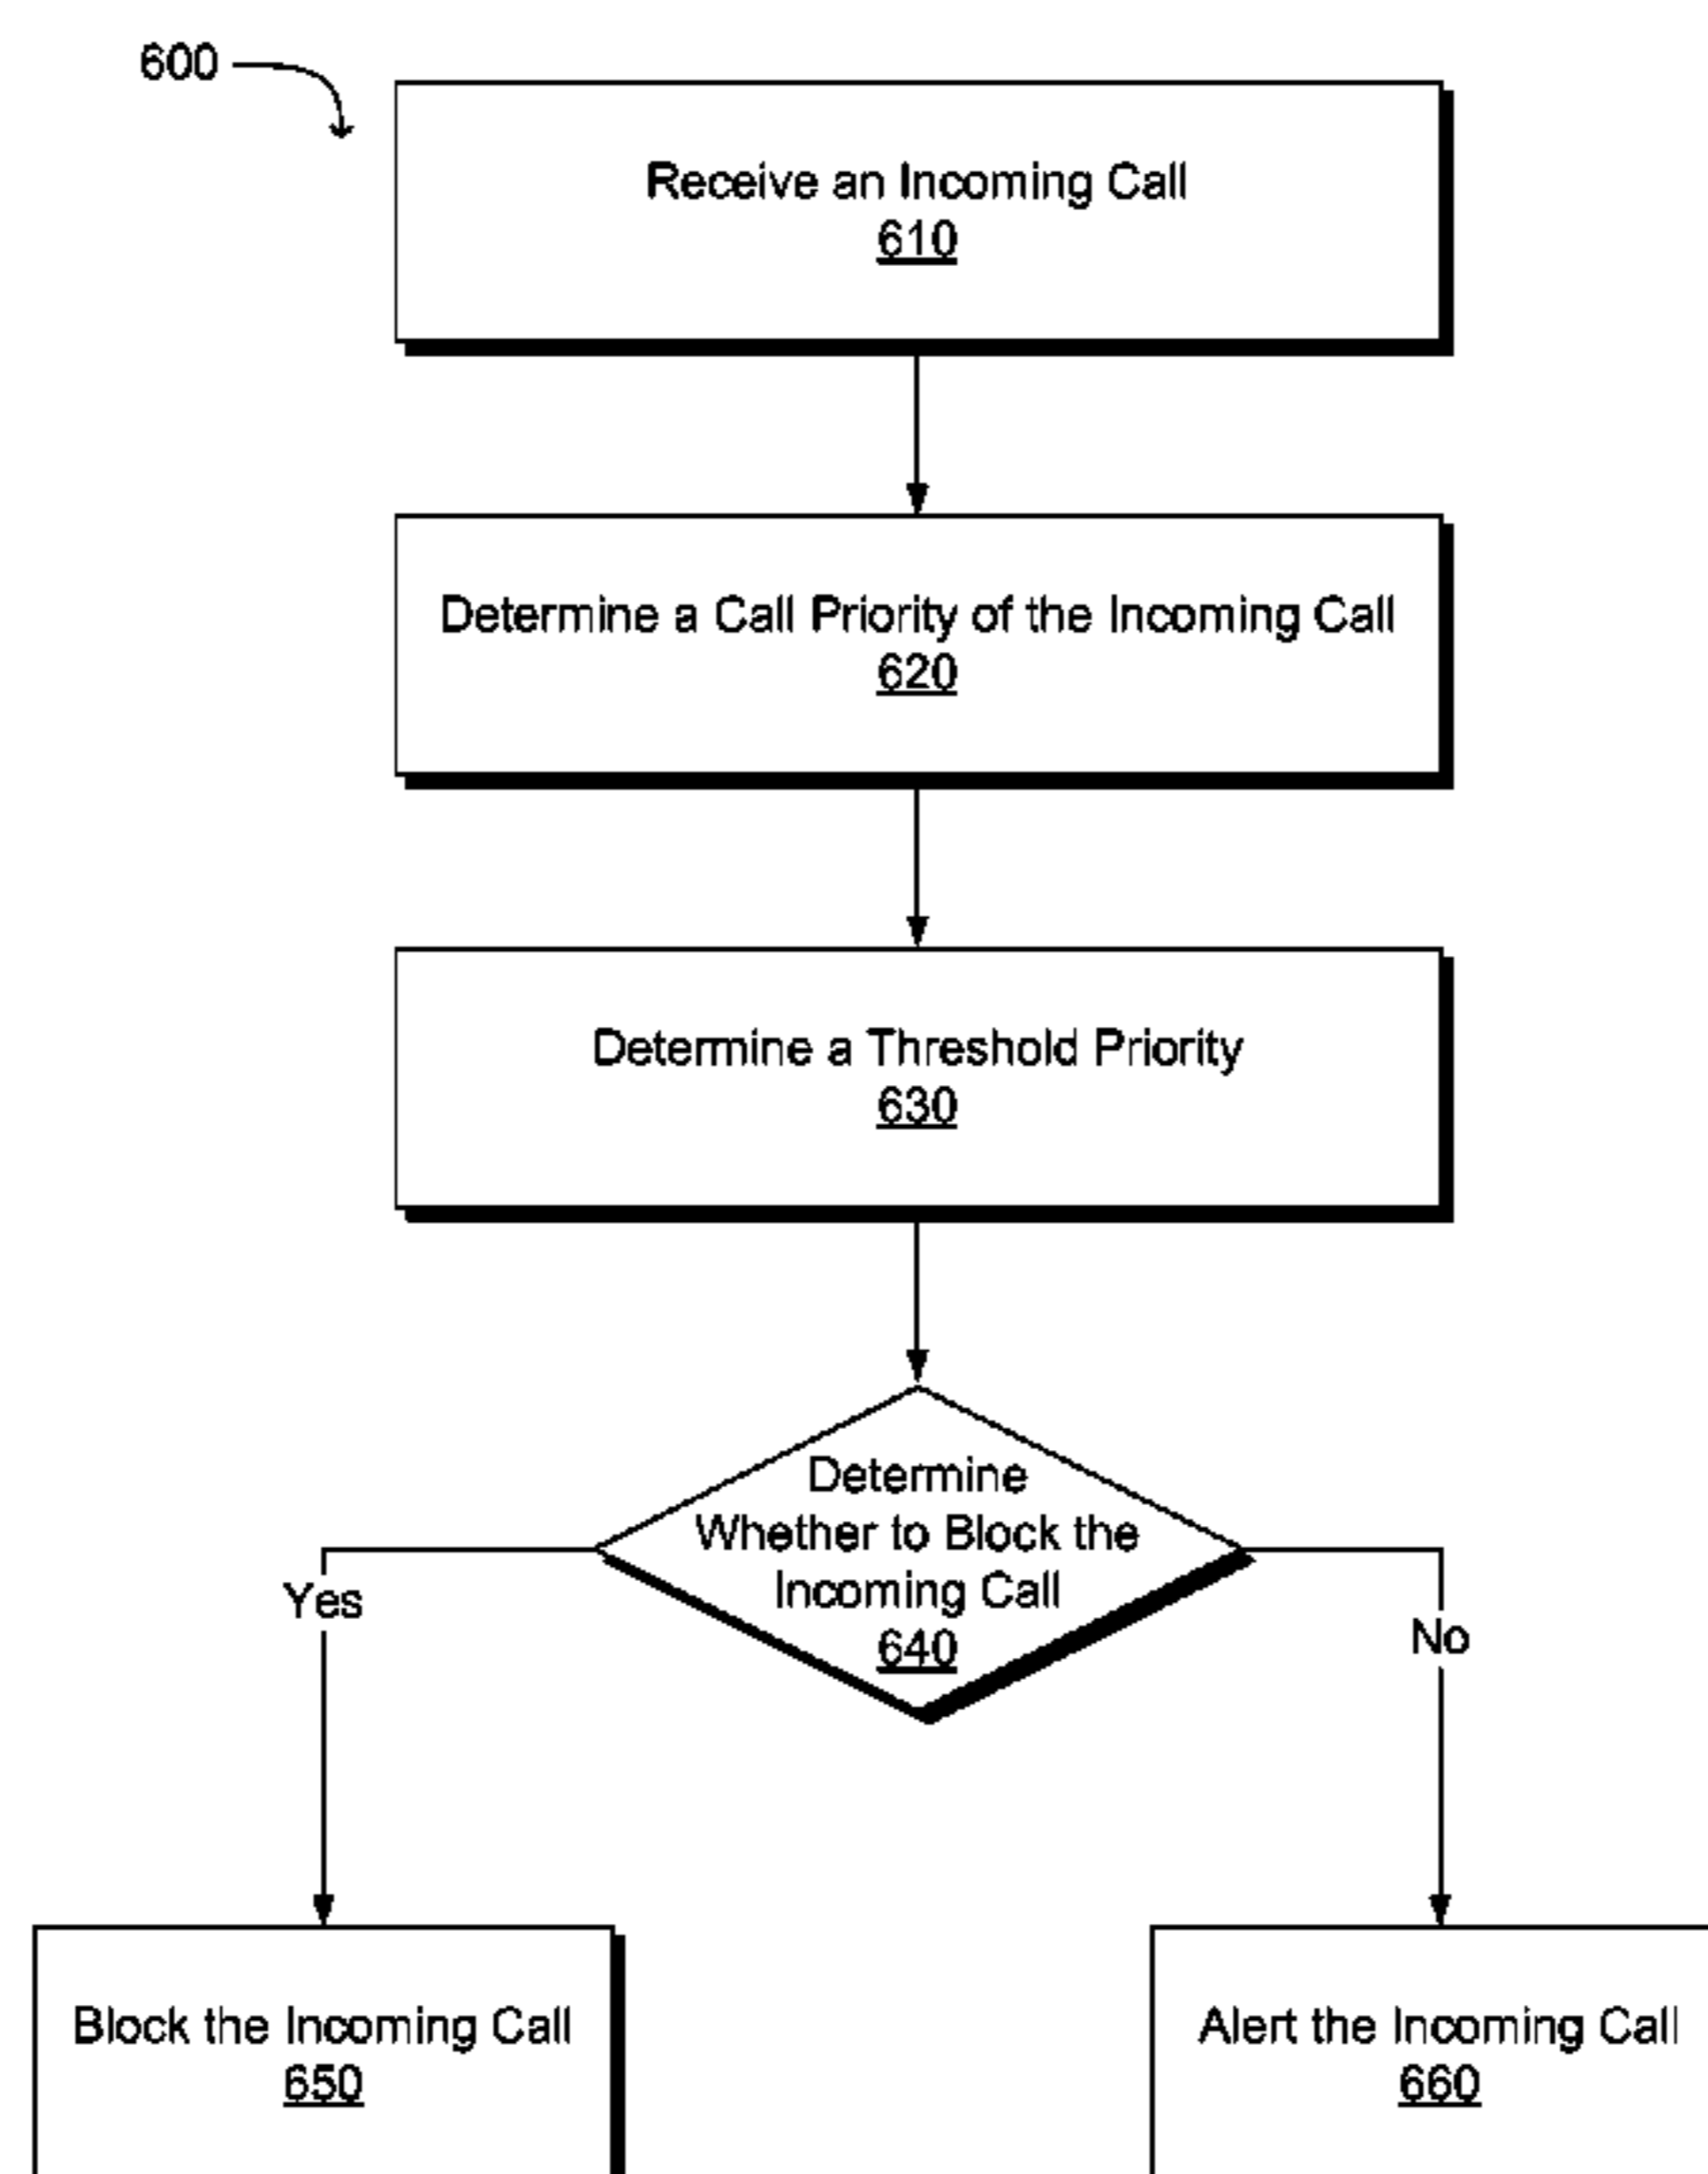 600
Receive an Incoming Call
610
Determine a Call Priority of the Incoming Call
620
Determine a Threshold Priority
630
Determine
Whether to Block the
Incoming Call
640
Yes
No
Block the Incoming Call
650
Alert the Incoming Call
660